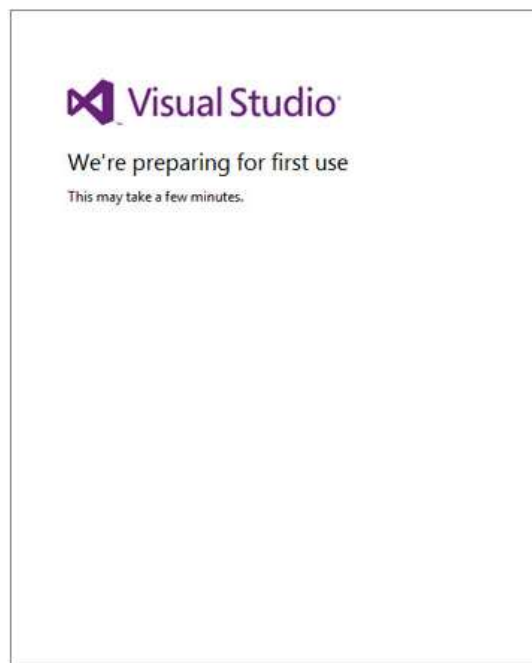 Visual Studio
We're preparing for first use
This may take a few minutes.